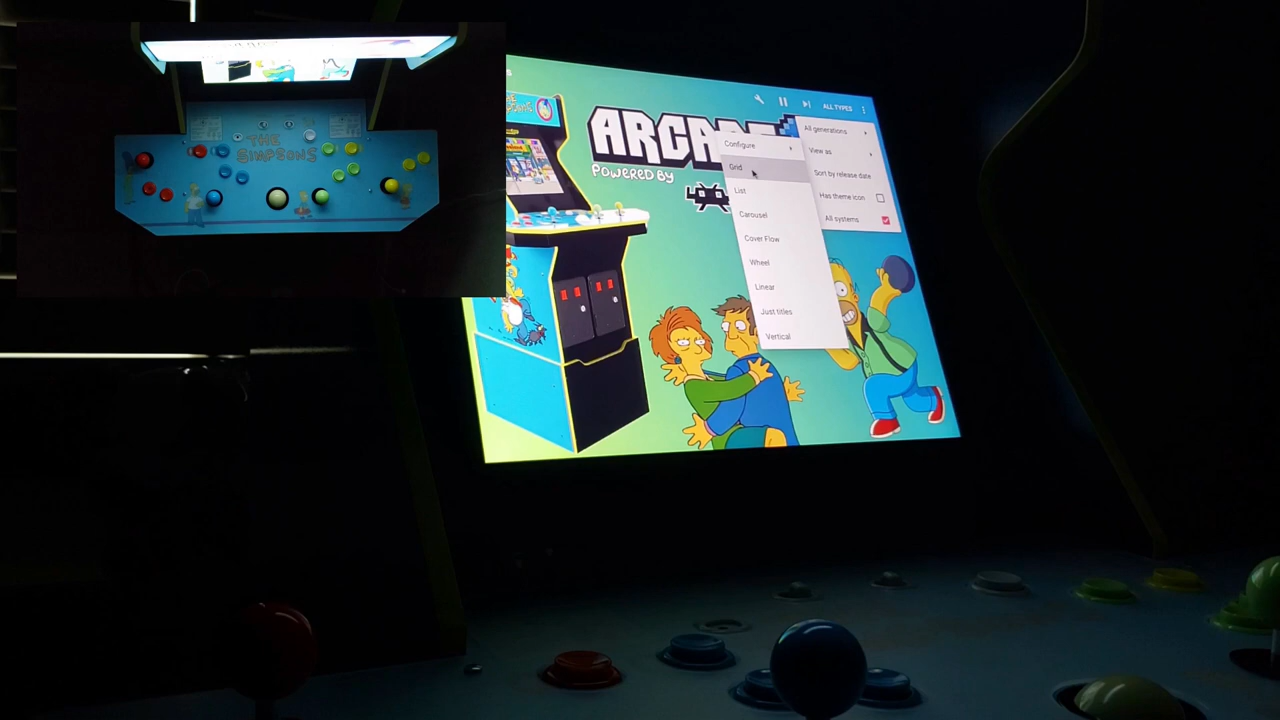 THE
SIMPSONS
ARCADE
POWERED BY
ALL TYPES
Configure
Grid
List
Carousel
Cover Flow
Wheel
Linear
Just titles
Vertical
All generations
View as
Sort by release date
Has theme icon
All systems